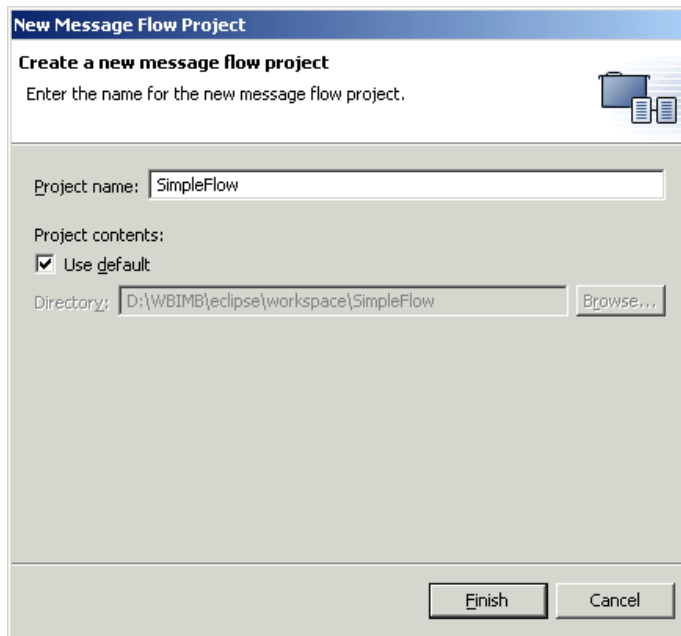 New Message Flow Project
Create a new message flow project
Enter the name for the new message flow project.
Project name: SimpleFlow
Project contents:
Use default
Directory: D:\WBIMB\eclipse\workspace\SimpleFlow Browse...
Finish Cancel